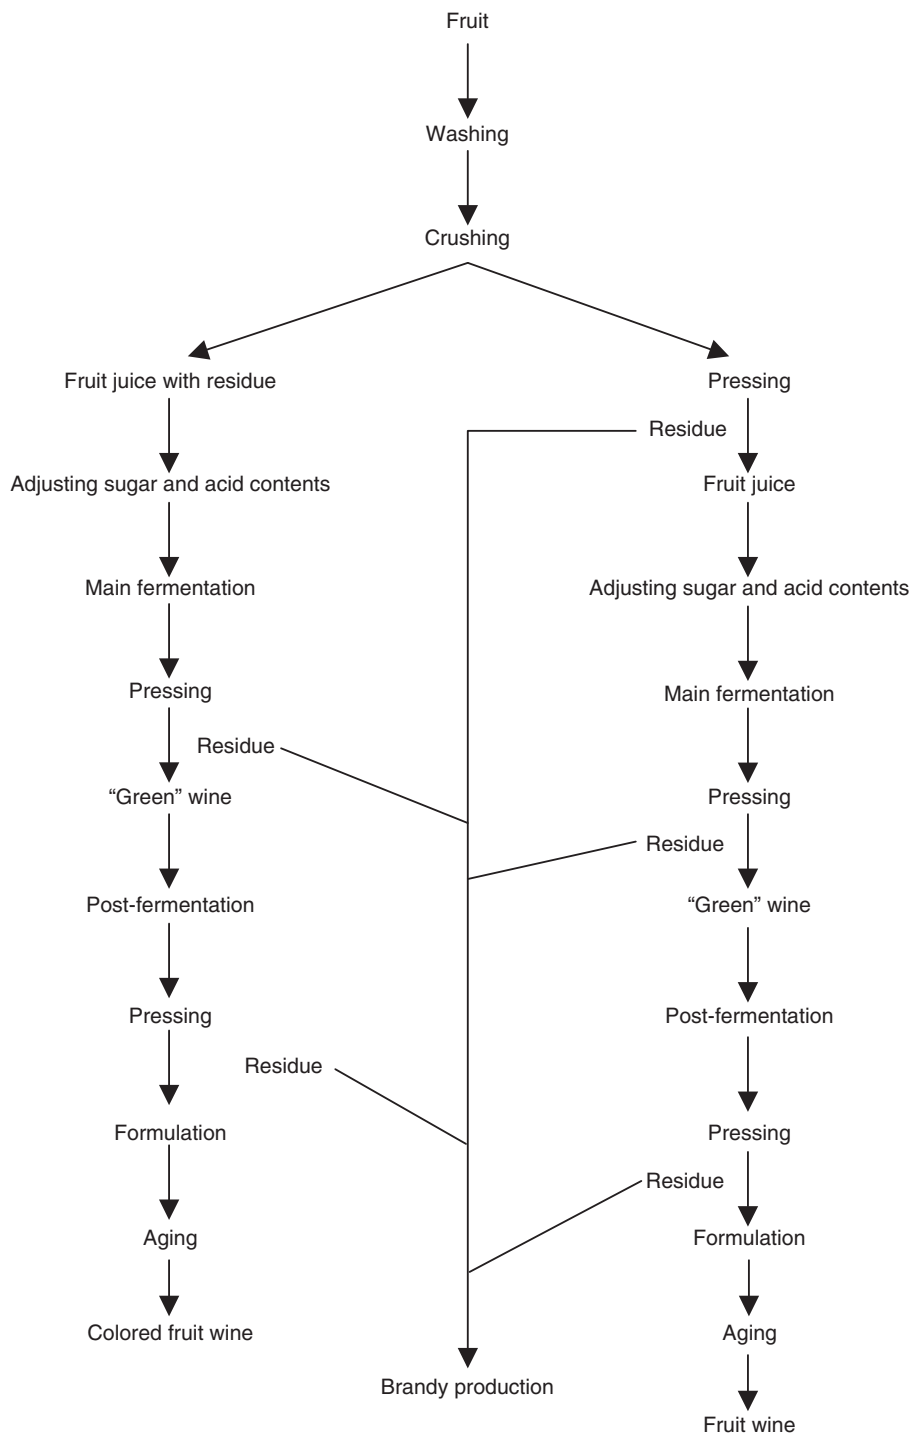 Fruit
Washing
Crushing
Fruit juice with residue
Pressing
Residue
Adjusting sugar and acid contents
Fruit juice
Main fermentation
Adjusting sugar and acid contents
Pressing
Main fermentation
Residue
“Green” wine
Pressing
Residue
Post-fermentation
“Green” wine
Pressing
Post-fermentation
Residue
Formulation
Pressing
Residue
Aging
Formulation
Colored fruit wine
Aging
Brandy production
Fruit wine